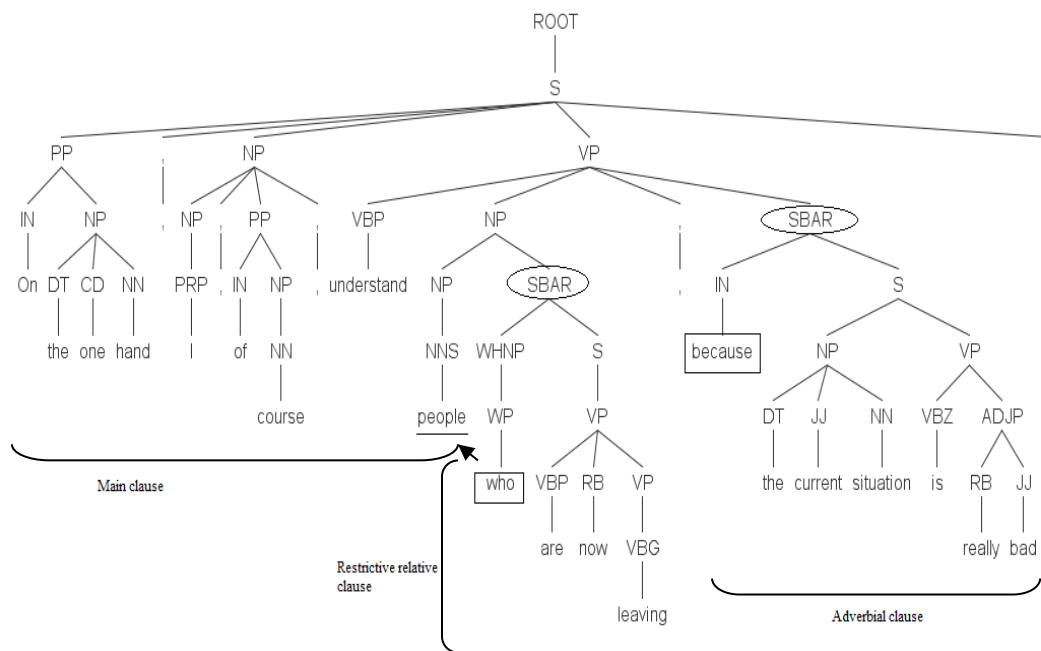 ROOT
S
PP , NP VP
IN NP , NP , PP , VBP NP , SBAR
On DT CD NN PRP , IN NP , understand NP SBAR , IN S
the one hand I of NN NNS WHNP S because NP VP
course people WP VP DT JJ NN VBZ ADJP
Main clause who VBP RB VP the current situation is RB JJ
are now VBG really bad
Restrictive relative
clause
leaving Adverbial clause